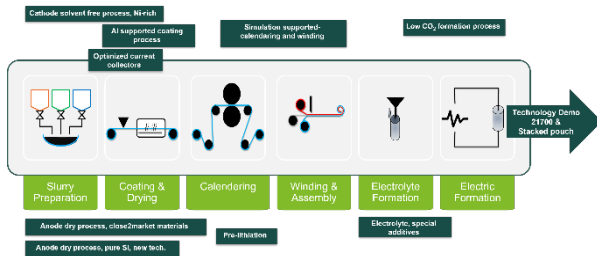 Cathode solvent free process, Ni-rich
AI supported coating
process
Optimized current
collectors
Simulation supported-
calendaring and winding
Low CO₂ formation process
Technology Demo
21700 &
Stacked pouch
Slurry
Preparation
Coating &
Drying
Calendering
Winding &
Assembly
Electrolyte
Formation
Electric
Formation
Anode dry process, close2market materials
Anode dry process, pure Si, new tech.
Pre-lithiation
Electrolyte, special
additives